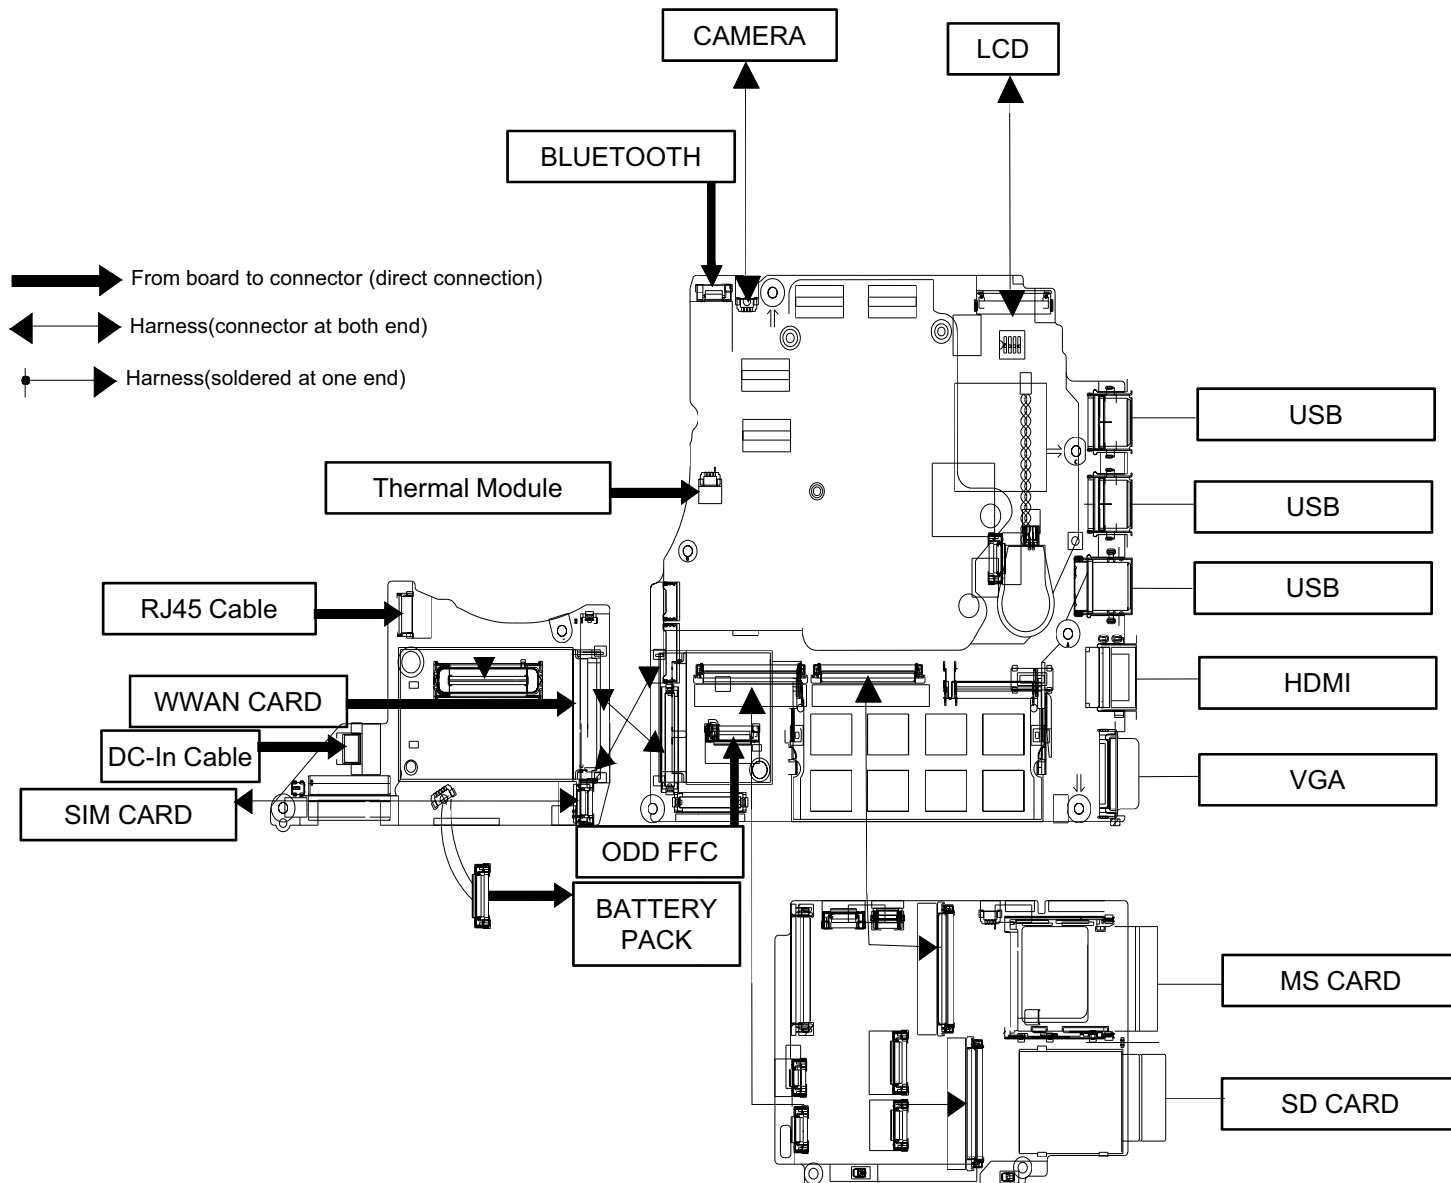 CAMERA
LCD
BLUETOOTH
From board to connector (direct connection)
Harness(connector at both end)
Harness(soldered at one end)
USB
Thermal Module
USB
RJ45 Cable
USB
WWAN CARD
HDMI
DC-In Cable
VGA
SIM CARD
ODD FFC
BATTERY
PACK
MS CARD
SD CARD